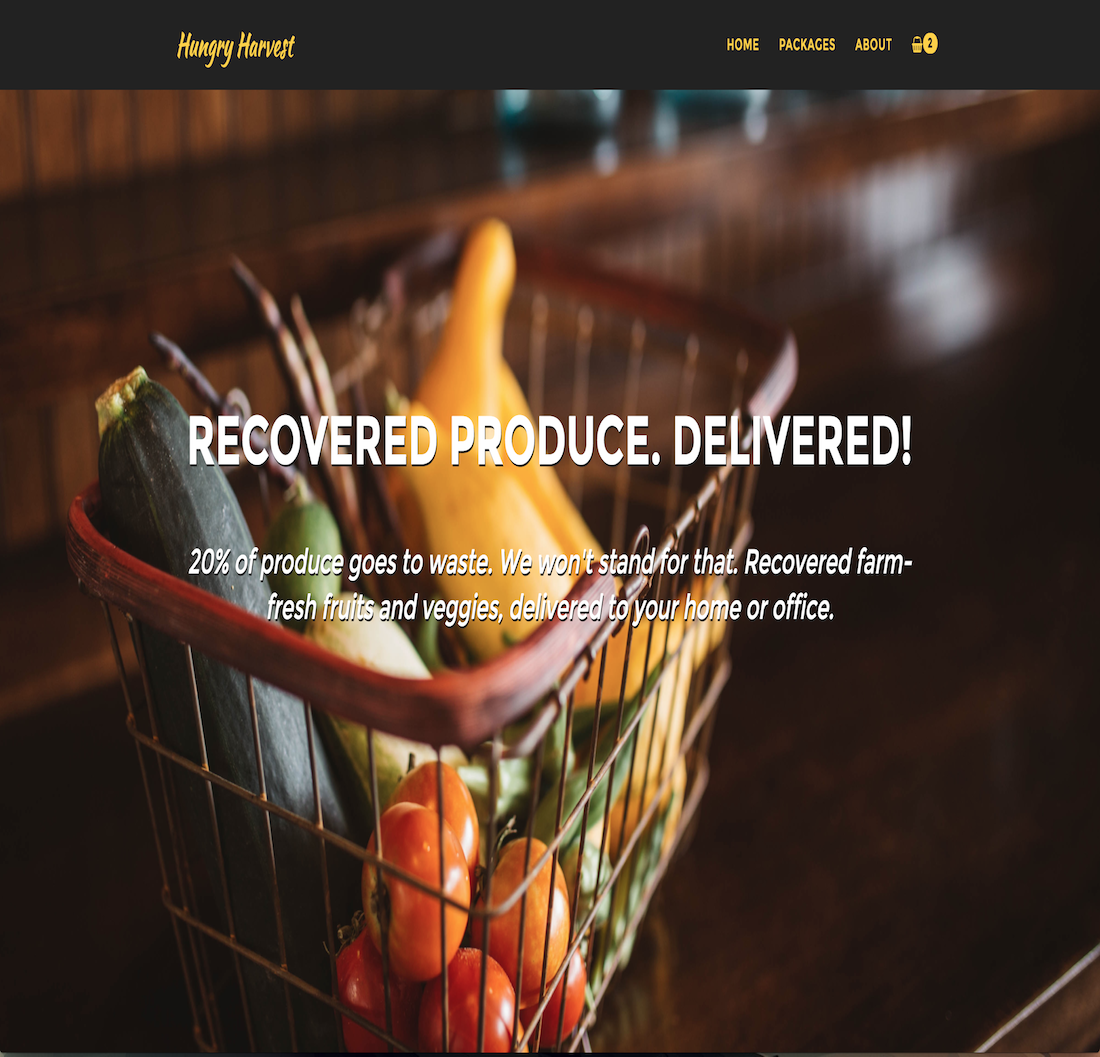 Hungry Harvest
HOME PACKAGES ABOUT 2
RECOVERED PRODUCE. DELIVERED!
20% of produce goes to waste. We won't stand for that. Recovered farm-
fresh fruits and veggies, delivered to your home or office.